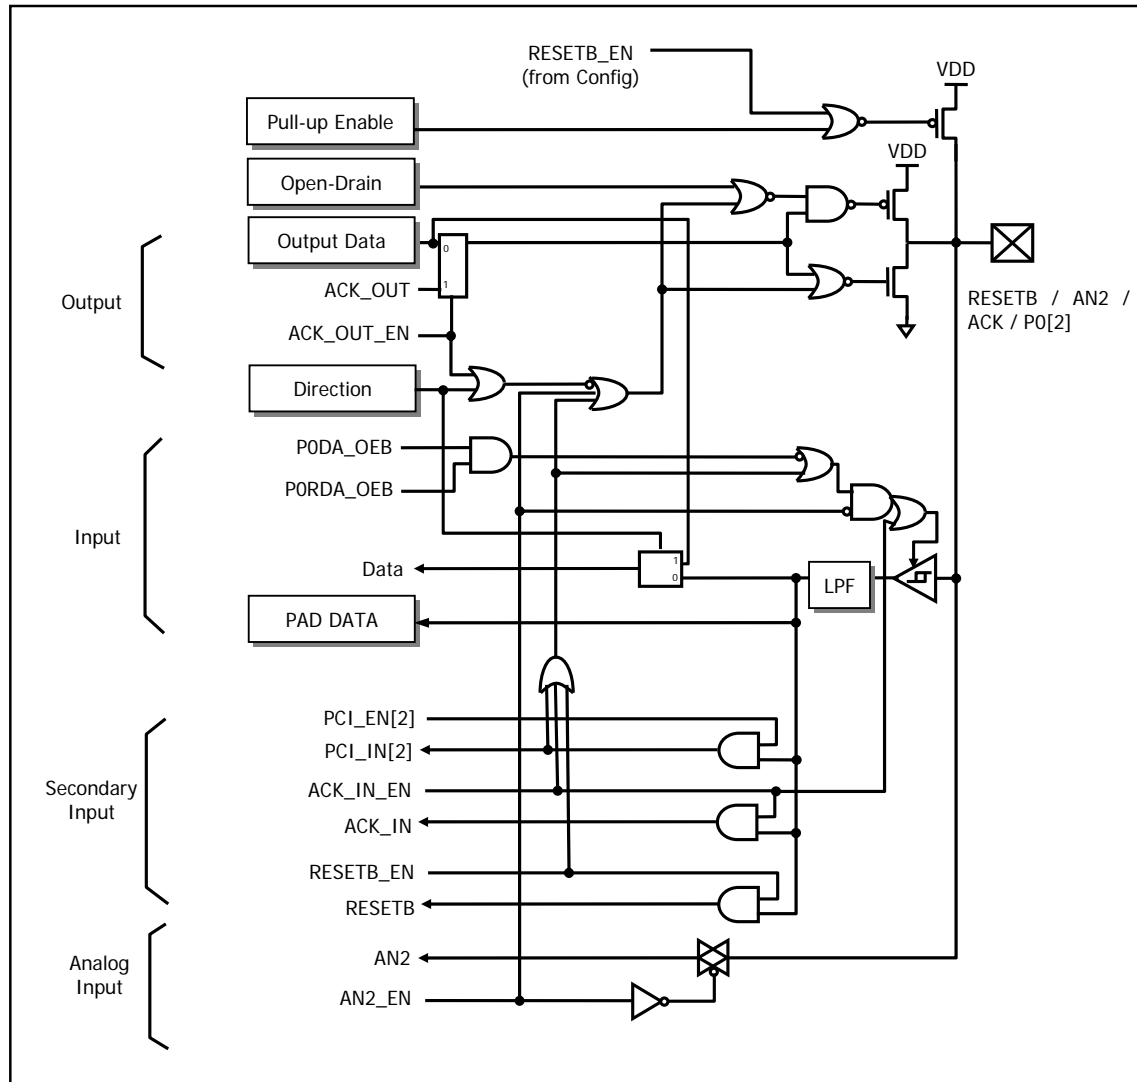 RESETB_EN
(from Config)
VDD
Pull-up Enable
VDD
Open-Drain
Output Data
0
1
ACK_OUT
Output
RESETB / AN2 /
ACK / P0[2]
ACK_OUT_EN
Direction
P0DA_OEB
P0RDA_OEB
Input
Data
1
0
LPF
PAD DATA
PCI_EN[2]
PCI_IN[2]
Secondary
Input
ACK_IN_EN
ACK_IN
RESETB_EN
RESETB
Analog
Input
AN2
AN2_EN